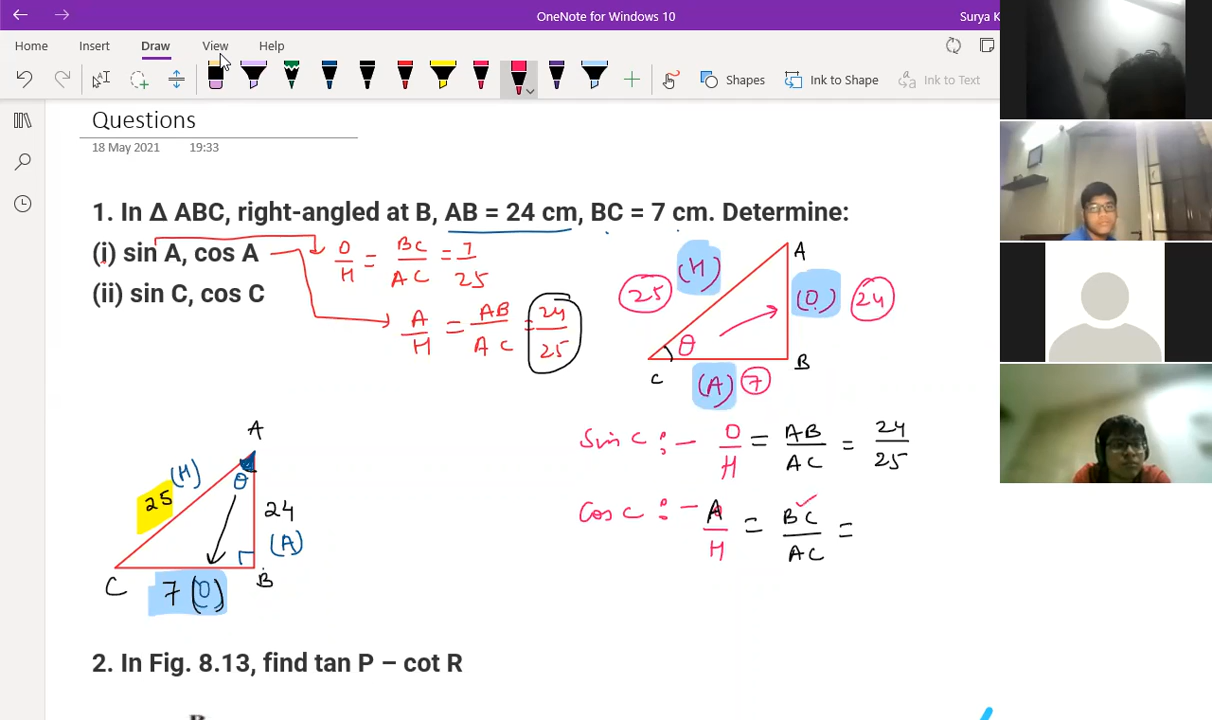 OneNote for Windows 10
Surya K
Home Insert Draw View Help
Shapes Ink to Shape Ink to Text
Questions
18 May 2021 19:33
1. In Δ ABC, right-angled at B, AB = 24 cm, BC = 7 cm. Determine:
(i) sin A, cos A
O/H = BC/AC = 7/25
(ii) sin C, cos C
A/H = AB/AC = 24/25
A
(H)
25
(O) 24
θ
C (A) 7 B
Sin C :- O/H = AB/AC = 24/25
Cos C :- A/H = BC/AC =
A
(H)
25
θ
24
(A)
C 7 (O) B
2. In Fig. 8.13, find tan P – cot R